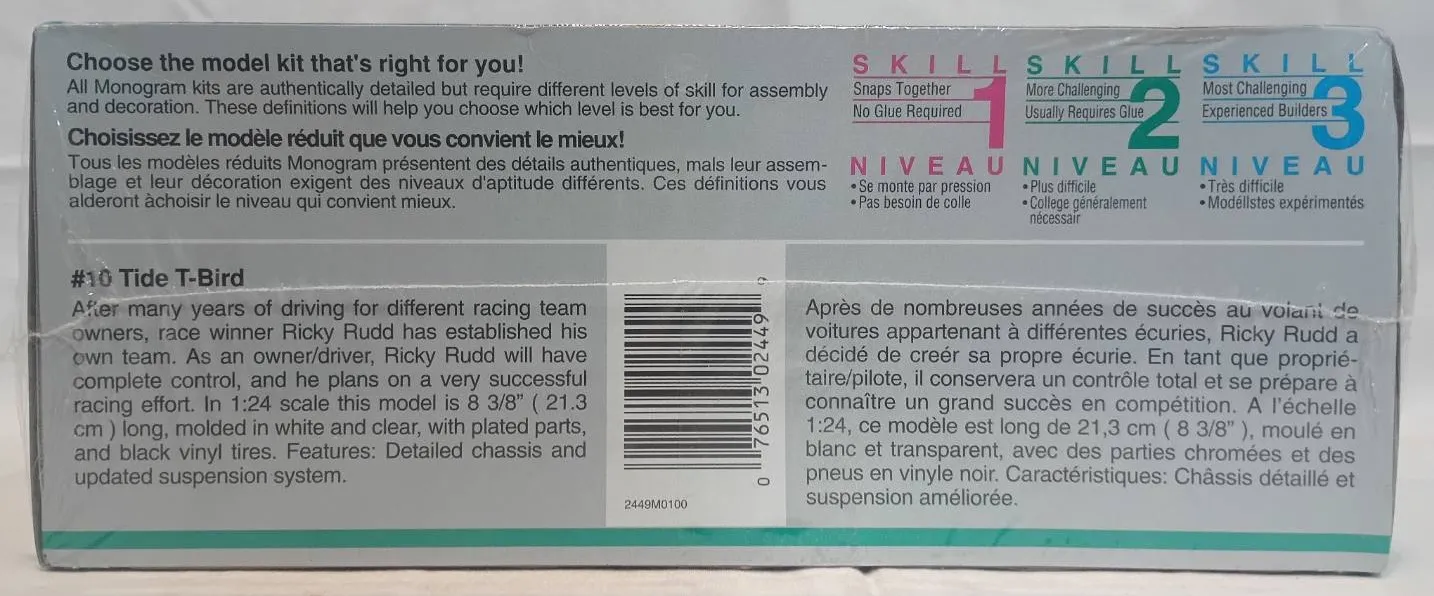 Choose the model kit that's right for you!
All Monogram kits are authentically detailed but require different levels of skill for assembly
and decoration. These definitions will help you choose which level is best for you.
Choisissez le modèle réduit que vous convient le mieux!
Tous les modèles réduits Monogram présentent des détails authentiques, mals leur assem-
blage et leur décoration exigent des niveaux d'aptitude différents. Ces définitions vous
alderont àchoisir le niveau qui convient mieux.
SKILL 1
Snaps Together
No Glue Required
NIVEAU
• Se monte par pression
• Pas besoin de colle
SKILL 2
More Challenging
Usually Requires Glue
NIVEAU
• Plus difficile
• College généralement
nécessair
SKILL 3
Most Challenging
Experienced Builders
NIVEAU
• Très difficile
• Modéllstes expérimentés
#10 Tide T-Bird
After many years of driving for different racing team
owners, race winner Ricky Rudd has established his
own team. As an owner/driver, Ricky Rudd will have
complete control, and he plans on a very successful
racing effort. In 1:24 scale this model is 8 3/8" ( 21.3
cm ) long, molded in white and clear, with plated parts,
and black vinyl tires. Features: Detailed chassis and
updated suspension system.
0 76513 02449 9
2449M0100
Après de nombreuses années de succès au volant de
voitures appartenant à différentes écuries, Ricky Rudd a
décidé de creér sa propre écurie. En tant que proprié-
taire/pilote, il conservera un contrôle total et se prépare à
connaître un grand succès en compétition. A l'échelle
1:24, ce modèle est long de 21,3 cm ( 8 3/8" ), moulé en
blanc et transparent, avec des parties chromées et des
pneus en vinyle noir. Caractéristiques: Châssis détaillé et
suspension améliorée.